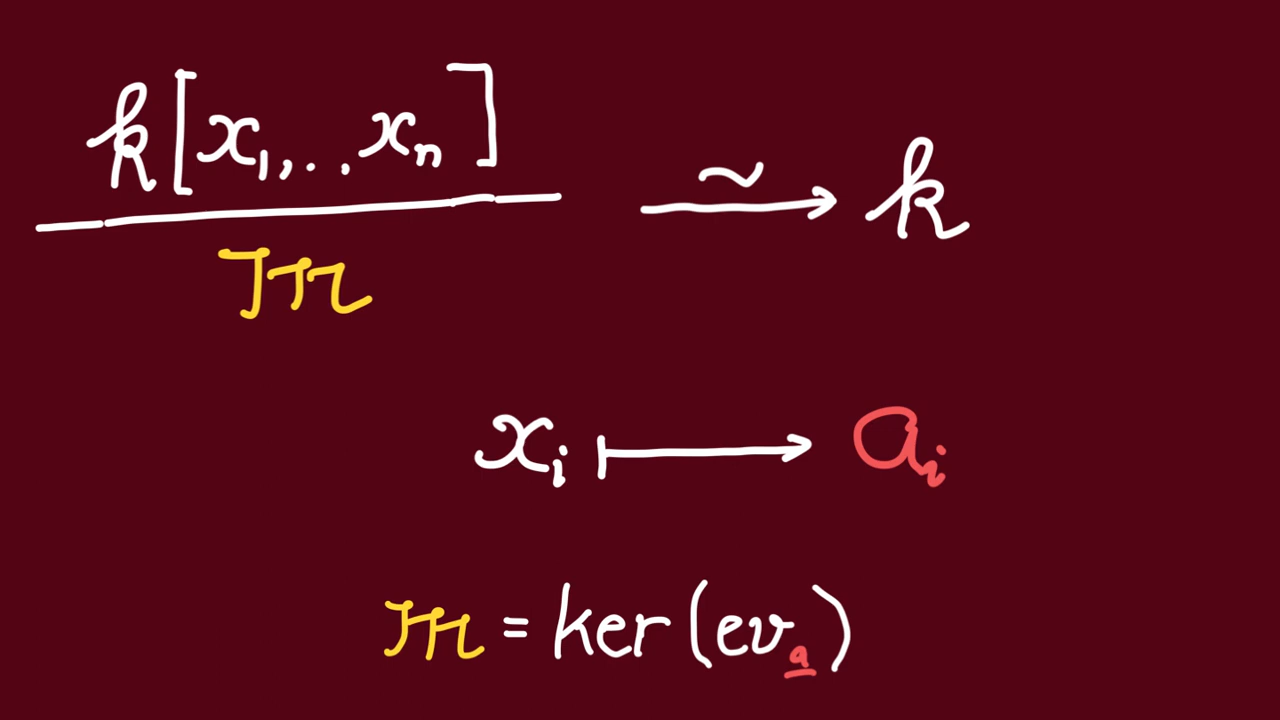 k[x₁,..,xₙ]
𝔪
∼→ k
xᵢ ⟼ aᵢ
𝔪 = ker(ev_a̲)